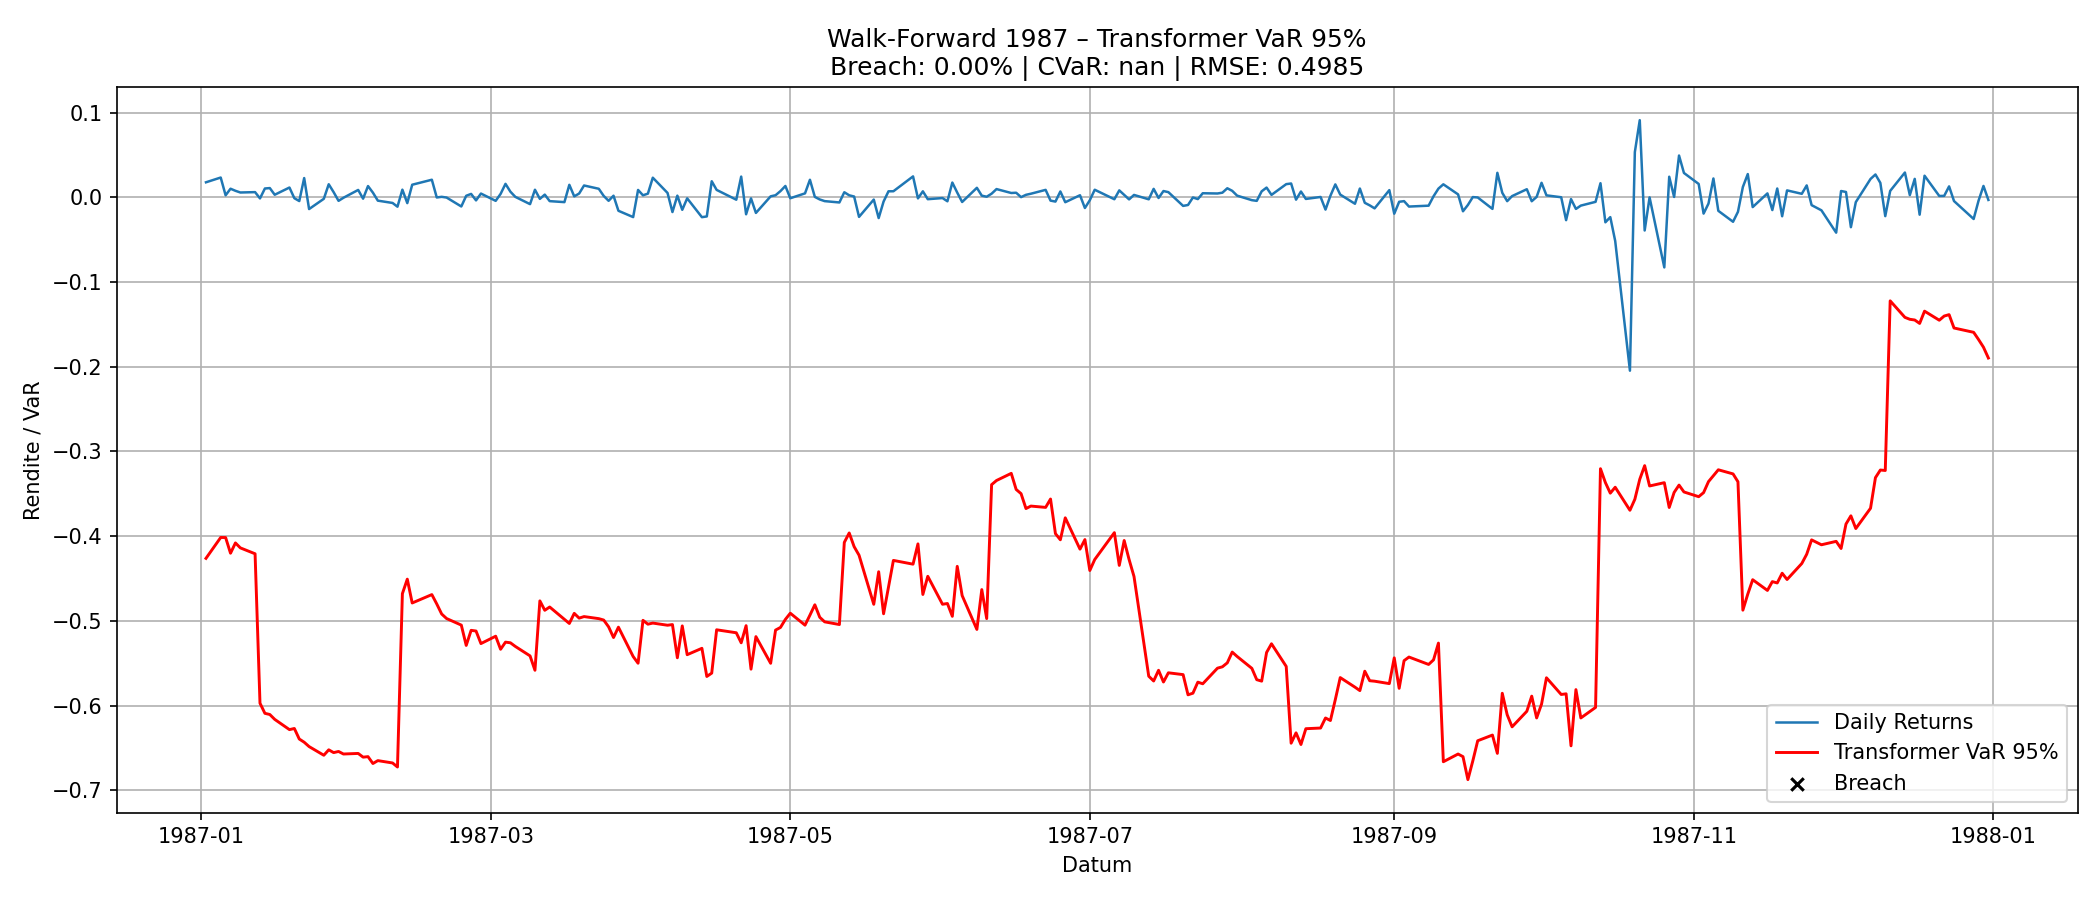 Walk-Forward 1987 – Transformer VaR 95%
Breach: 0.00% | CVaR: nan | RMSE: 0.4985
Rendite / VaR
0.1
0.0
−0.1
−0.2
−0.3
−0.4
−0.5
−0.6
−0.7
Daily Returns
Transformer VaR 95%
Breach
1987-01
1987-03
1987-05
1987-07
1987-09
1987-11
1988-01
Datum